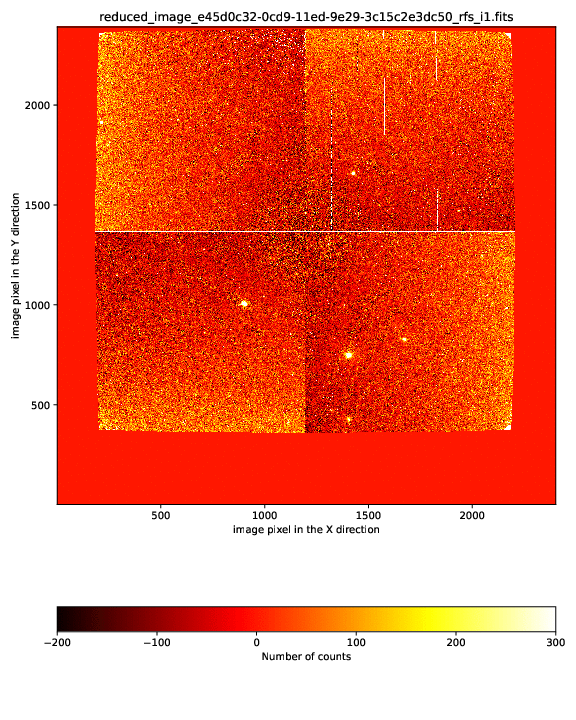 reduced_image_e45d0c32-0cd9-11ed-9e29-3c15c2e3dc50_rfs_i1.fits
image pixel in the Y direction
2000
1500
1000
500
500 1000 1500 2000
image pixel in the X direction
−200 −100 0 100 200 300
Number of counts